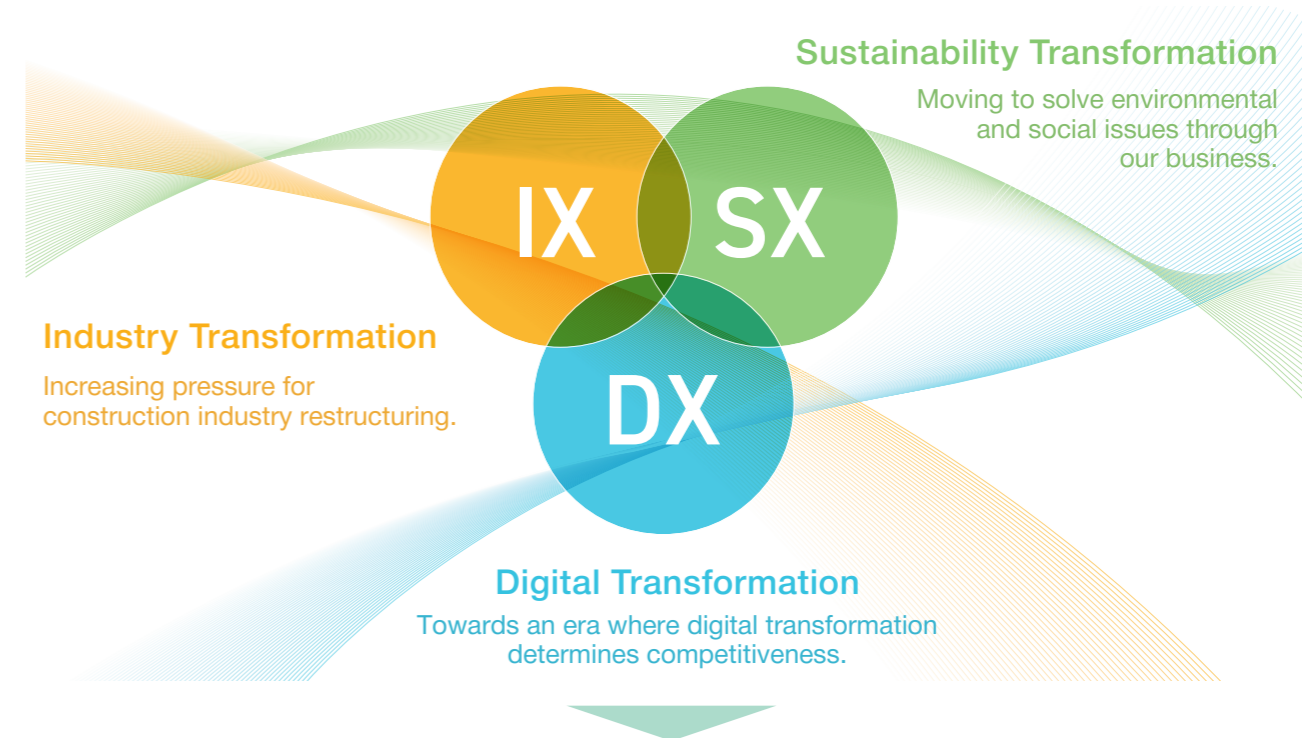 Sustainability Transformation
Moving to solve environmental
and social issues through
our business.
IX
SX
Industry Transformation
Increasing pressure for
construction industry restructuring.
DX
Digital Transformation
Towards an era where digital transformation
determines competitiveness.